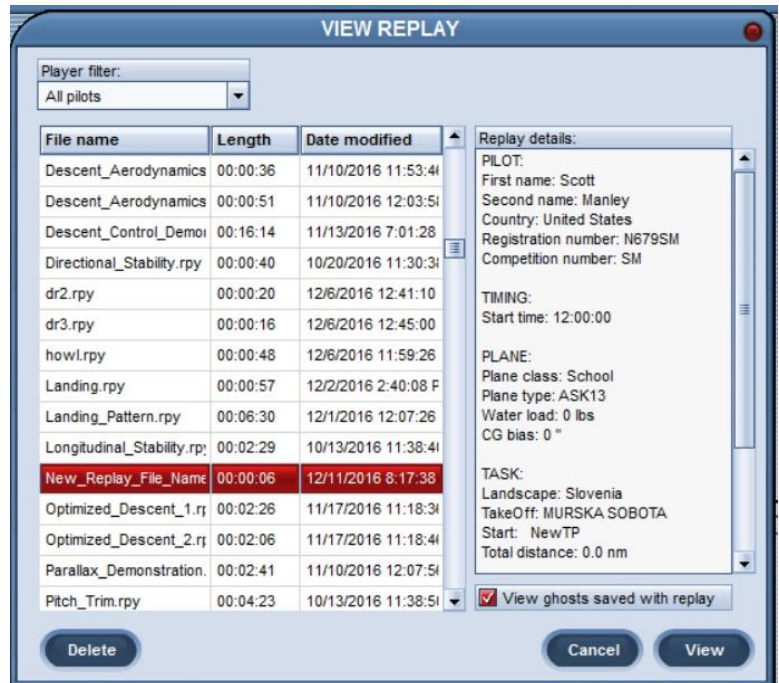 VIEW REPLAY
Player filter:
All pilots
File name Length Date modified
Descent_Aerodynamics 00:00:36 11/10/2016 11:53:46
Descent_Aerodynamics 00:00:51 11/10/2016 12:03:5
Descent_Control_Demo 00:16:14 11/13/2016 7:01:28
Directional_Stability.rpy 00:00:40 10/20/2016 11:30:3
dr2.rpy 00:00:20 12/6/2016 12:41:10
dr3.rpy 00:00:16 12/6/2016 12:45:00
howl.rpy 00:00:48 12/6/2016 11:59:26
Landing.rpy 00:00:57 12/2/2016 2:40:08 P
Landing_Pattern.rpy 00:06:30 12/1/2016 12:07:26
Longitudinal_Stability.rp 00:02:29 10/13/2016 11:38:4
New_Replay_File_Name 00:00:06 12/11/2016 8:17:38
Optimized_Descent_1.r 00:02:26 11/17/2016 11:18:3
Optimized_Descent_2.r 00:02:06 11/17/2016 11:18:4
Parallax_Demonstration. 00:02:41 11/10/2016 12:07:5
Pitch_Trim.rpy 00:04:23 10/13/2016 11:38:5
Replay details:
PILOT:
First name: Scott
Second name: Manley
Country: United States
Registration number: N679SM
Competition number: SM
TIMING:
Start time: 12:00:00
PLANE:
Plane class: School
Plane type: ASK13
Water load: 0 lbs
CG bias: 0 "
TASK:
Landscape: Slovenia
TakeOff: MURSKA SOBOTA
Start: NewTP
Total distance: 0.0 nm
View ghosts saved with replay
Delete
Cancel
View